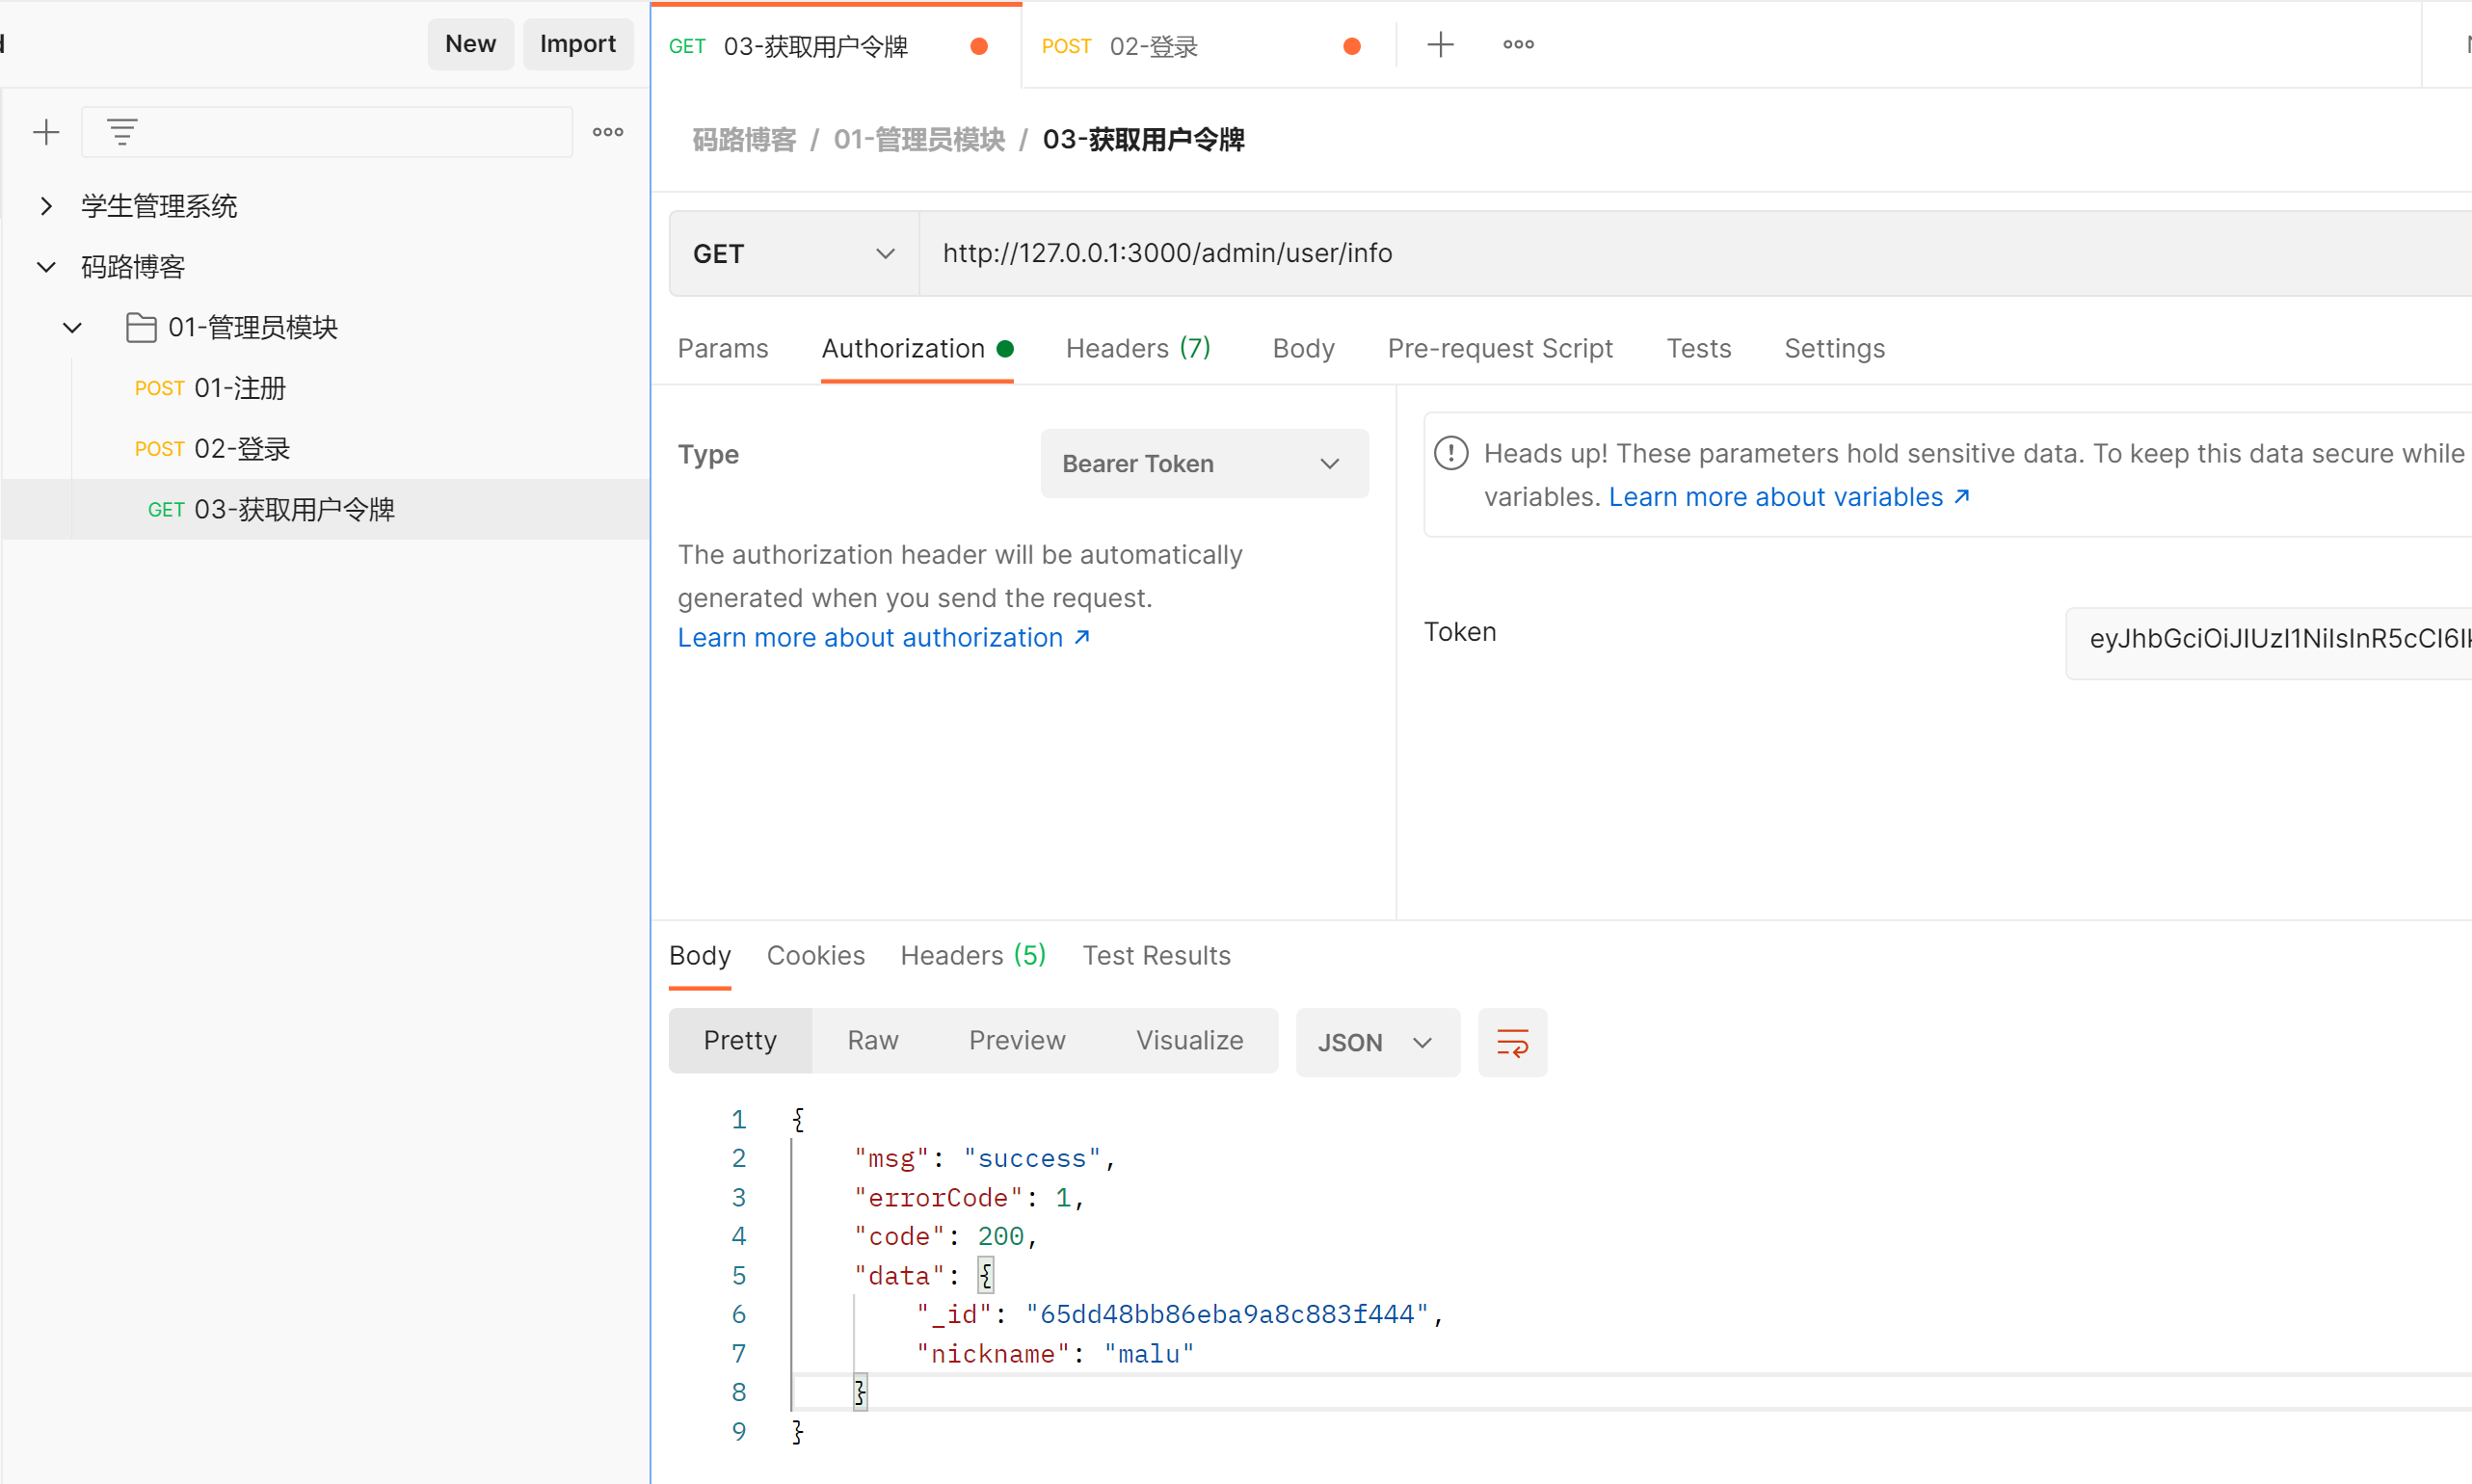 New Import
学生管理系统
码路博客
01-管理员模块
POST 01-注册
POST 02-登录
GET 03-获取用户令牌
GET 03-获取用户令牌
POST 02-登录
码路博客 / 01-管理员模块 / 03-获取用户令牌
GET http://127.0.0.1:3000/admin/user/info
Params Authorization Headers (7) Body Pre-request Script Tests Settings
Type Bearer Token
The authorization header will be automatically
generated when you send the request.
Learn more about authorization ↗
Heads up! These parameters hold sensitive data. To keep this data secure while
variables. Learn more about variables ↗
Token
Body Cookies Headers (5) Test Results
Pretty Raw Preview Visualize JSON
1 {
2 "msg": "success",
3 "errorCode": 1,
4 "code": 200,
5 "data": {
6 "_id": "65dd48bb86eba9a8c883f444",
7 "nickname": "malu"
8 }
9 }